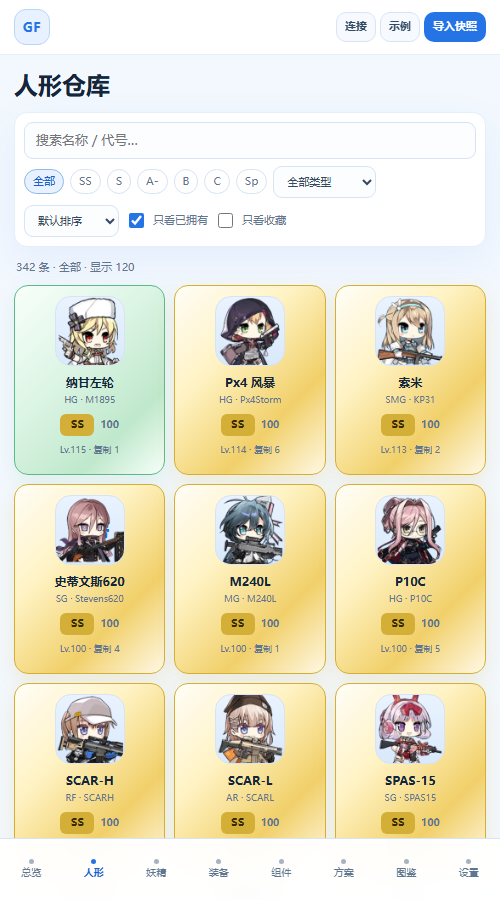 GF
连接 示例 导入快照
人形仓库
搜索名称 / 代号...
全部 SS S A- B C Sp 全部类型
默认排序 只看已拥有 只看收藏
342 条 · 全部 · 显示 120
纳甘左轮 Px4 风暴 索米
HG · M1895 HG · Px4Storm SMG · KP31
SS 100 SS 100 SS 100
Lv.115 · 复制 1 Lv.114 · 复制 6 Lv.113 · 复制 2
史蒂文斯620 M240L P10C
SG · Stevens620 MG · M240L HG · P10C
SS 100 SS 100 SS 100
Lv.100 · 复制 4 Lv.100 · 复制 1 Lv.100 · 复制 5
SCAR-H SCAR-L SPAS-15
RF · SCARH AR · SCARL SG · SPAS15
SS 100 SS 100 SS 100
总览 人形 妖精 装备 组件 方案 图鉴 设置